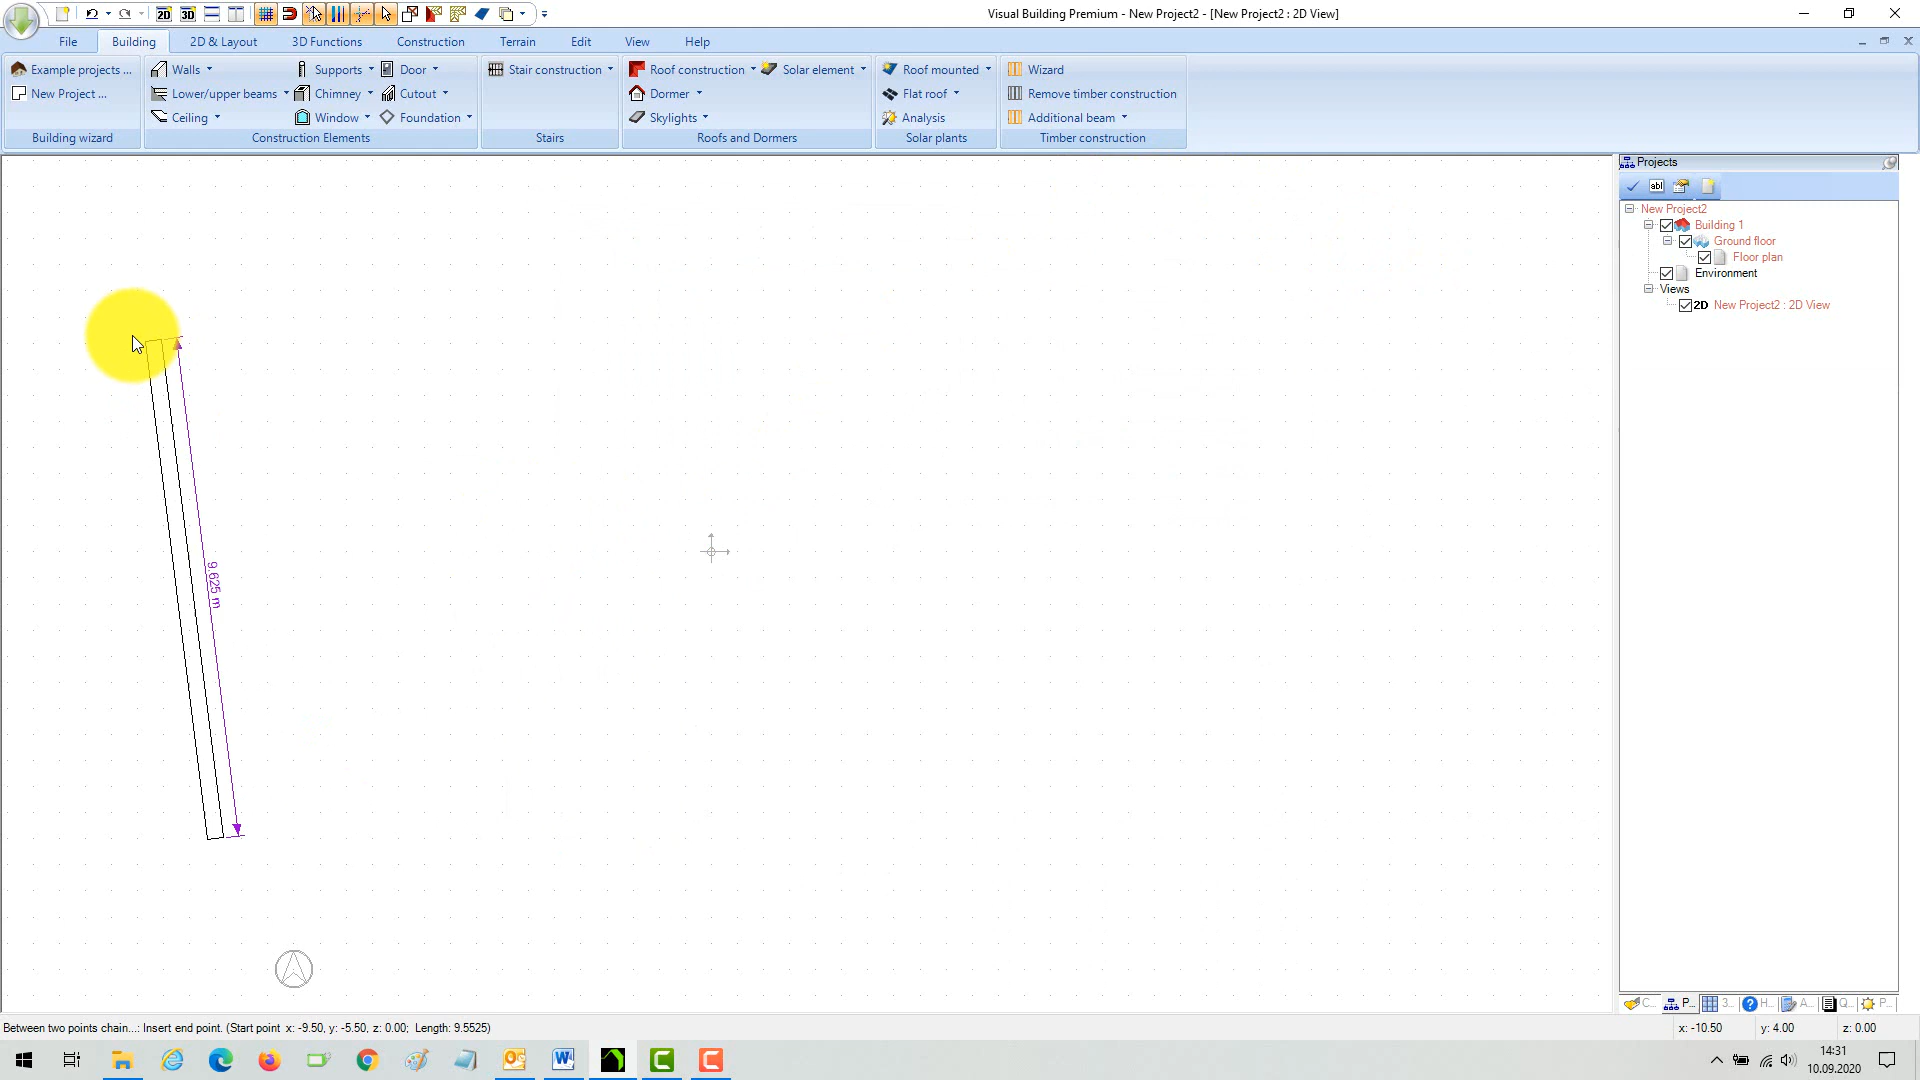 Visual Building Premium - New Project2 - [New Project2 : 2D View]
2D 3D
File Building 2D & Layout 3D Functions Construction Terrain Edit View Help
Example projects ... Walls Supports Door Stair construction Roof construction Solar element Roof mounted Wizard
New Project ... Lower/upper beams Chimney Cutout Dormer Flat roof Remove timber construction
Ceiling Window Foundation Skylights Analysis Additional beam
Building wizard Construction Elements Stairs Roofs and Dormers Solar plants Timber construction
Projects
abl
New Project2
Building 1
Ground floor
Floor plan
Environment
Views
2D New Project2 : 2D View
9,625 m
C... P... 3... H... A... Q... P...
Between two points chain...: Insert end point. (Start point x: -9.50, y: -5.50, z: 0.00; Length: 9.5525)
x: -10.50 y: 4.00 z: 0.00
14:31
10.09.2020